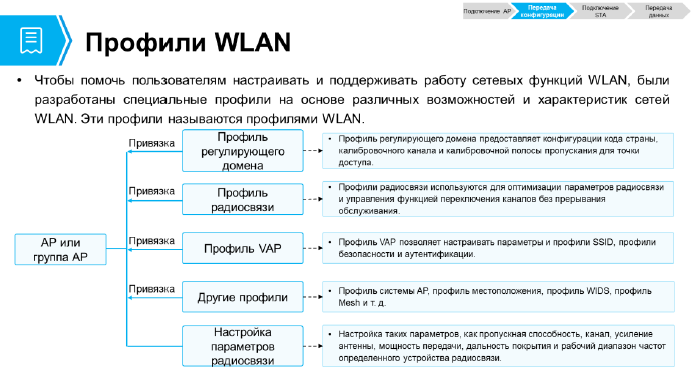 Подключение AP
Передача
конфигурации
Подключение
STA
Передача
данных
Профили WLAN
• Чтобы помочь пользователям настраивать и поддерживать работу сетевых функций WLAN, были
разработаны специальные профили на основе различных возможностей и характеристик сетей
WLAN. Эти профили называются профилями WLAN.
AP или
группа AP
Привязка
Профиль
регулирующего
домена
• Профиль регулирующего домена предоставляет конфигурации кода страны,
калибровочного канала и калибровочной полосы пропускания для точки
доступа.
Привязка
Профиль
радиосвязи
• Профили радиосвязи используются для оптимизации параметров радиосвязи
и управления функцией переключения каналов без прерывания
обслуживания.
Привязка
Профиль VAP
• Профиль VAP позволяет настраивать параметры и профили SSID, профили
безопасности и аутентификации.
Привязка
Другие профили
• Профиль системы AP, профиль местоположения, профиль WIDS, профиль
Mesh и т. д.
Настройка
параметров
радиосвязи
• Настройка таких параметров, как пропускная способность, канал, усиление
антенны, мощность передачи, дальность покрытия и рабочий диапазон частот
определенного устройства радиосвязи.